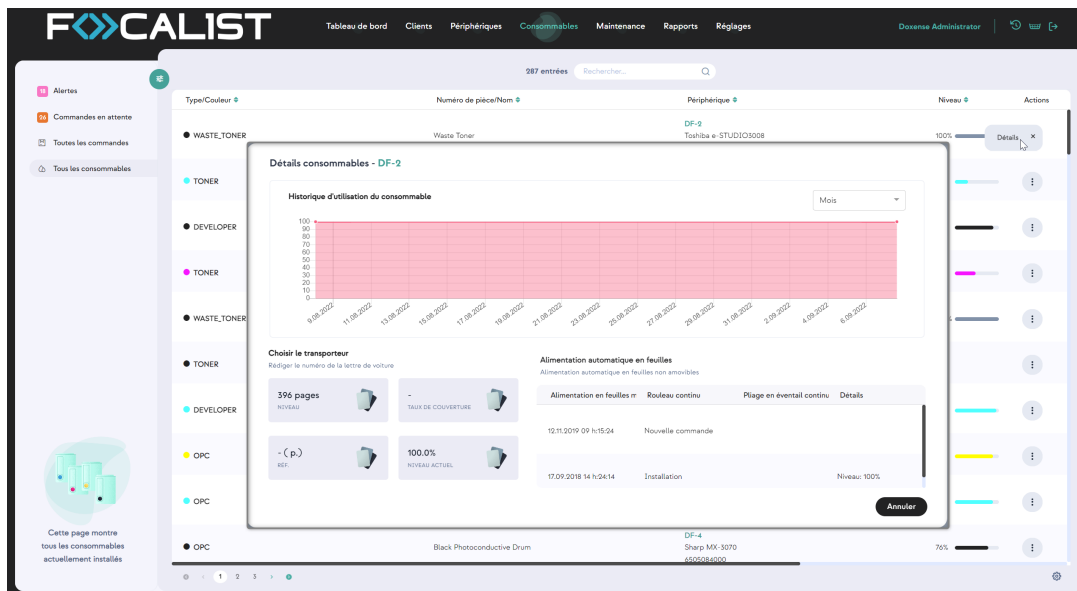 FOCALIST
Tableau de bord Clients Périphériques Consommables Maintenance Rapports Réglages
Doxense Administrator
287 entrées Rechercher...
18 Alertes
26 Commandes en attente
Toutes les commandes
Tous les consommables
Type/Couleur Numéro de pièce/Nom Périphérique Niveau Actions
DF-2
WASTE_TONER Waste Toner Toshiba e-STUDIO3008 100% Détails ×
TONER
DEVELOPER
TONER
WASTE_TONER
TONER
DEVELOPER
OPC
OPC
Détails consommables - DF-2
Historique d'utilisation du consommable
Mois
100
90
80
70
60
50
40
30
20
10
0
9.08.2022 11.08.2022 13.08.2022 15.08.2022 17.08.2022 19.08.2022 21.08.2022 23.08.2022 25.08.2022 27.08.2022 29.08.2022 31.08.2022 2.09.2022 4.09.2022 6.09.2022
Choisir le transporteur
Rédiger le numéro de la lettre de voiture
396 pages
NIVEAU
-
TAUX DE COUVERTURE
- ( p.)
REF.
100.0%
NIVEAU ACTUEL
Alimentation automatique en feuilles
Alimentation automatique en feuilles non amovibles
Alimentation en feuilles m Rouleau continu Pliage en éventail continu Détails
12.11.2019 09 h:15:24 Nouvelle commande
17.09.2018 14 h:24:14 Installation Niveau: 100%
Annuler
DF-4
OPC Black Photoconductive Drum Sharp MX-3070 76%
6505084000
Cette page montre
tous les consommables
actuellement installés
1 2 3